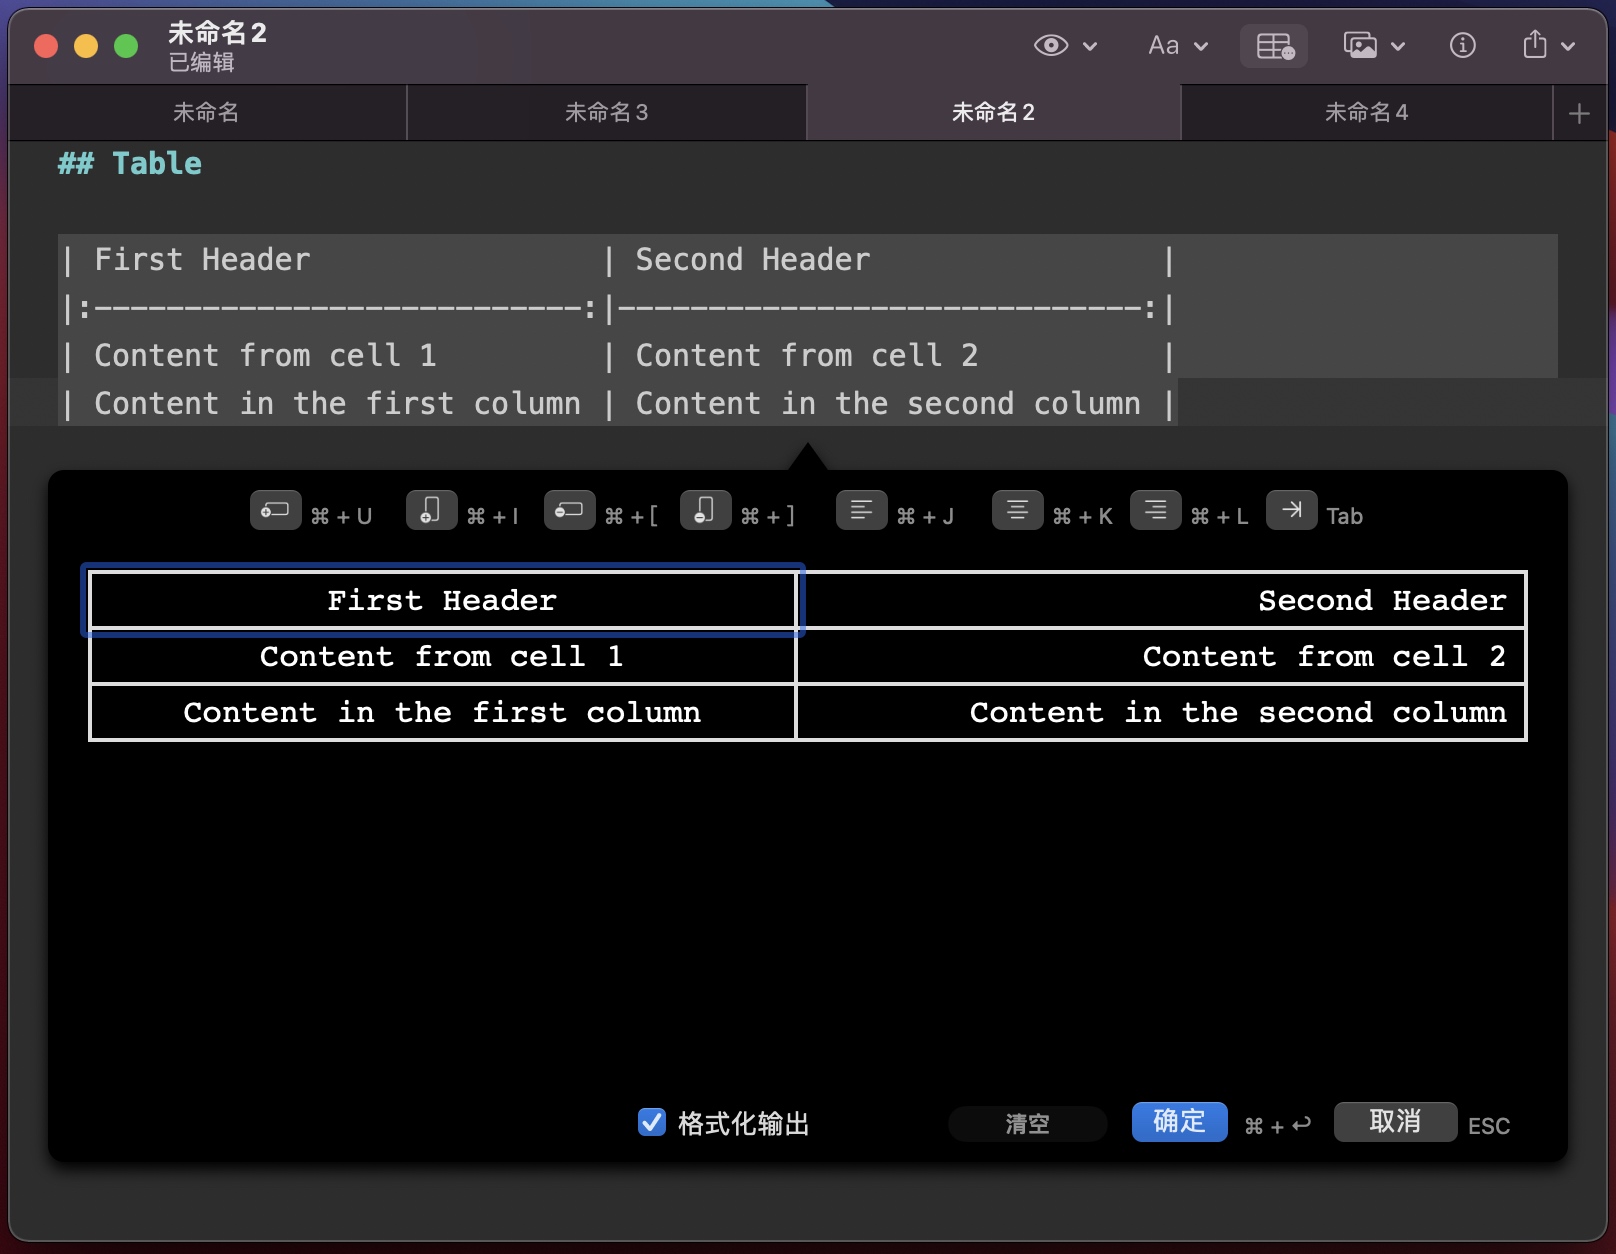 未命名 2
已编辑
Aa
未命名
未命名 3
未命名 2
未命名 4
## Table
| First Header                | Second Header                 |
|:---------------------------:|-----------------------------:|
| Content from cell 1         | Content from cell 2          |
| Content in the first column | Content in the second column |
⌘ + U ⌘ + I ⌘ + [ ⌘ + ] ⌘ + J ⌘ + K ⌘ + L Tab
First Header Second Header
Content from cell 1 Content from cell 2
Content in the first column Content in the second column
格式化输出 清空 确定 ⌘ + ↩ 取消 ESC